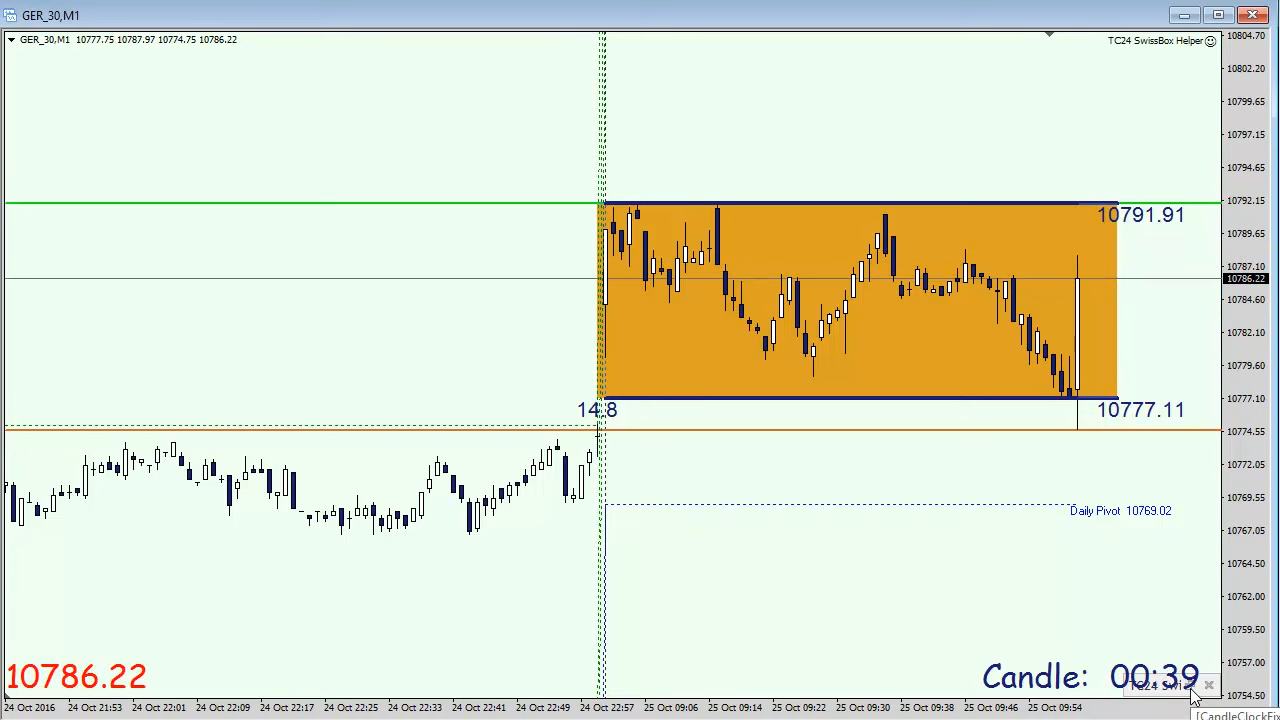 GER_30,M1
GER_30,M1 10777.75 10787.97 10774.75 10786.22
TC24 SwissBox Helper
10804.70
10802.20
10799.65
10797.15
10794.65
10792.15
10789.65
10787.10
10786.22
10784.60
10782.10
10779.60
10777.10
10774.55
10772.05
10769.55
10767.05
10764.50
10762.00
10759.50
10757.00
10754.50
10791.91
14.8
10777.11
Daily Pivot 10769.02
10786.22
Candle: 00:39
24 Oct 2016
24 Oct 21:53
24 Oct 22:01
24 Oct 22:09
24 Oct 22:17
24 Oct 22:25
24 Oct 22:33
24 Oct 22:41
24 Oct 22:49
24 Oct 22:57
25 Oct 09:06
25 Oct 09:14
25 Oct 09:22
25 Oct 09:30
25 Oct 09:38
25 Oct 09:46
25 Oct 09:54